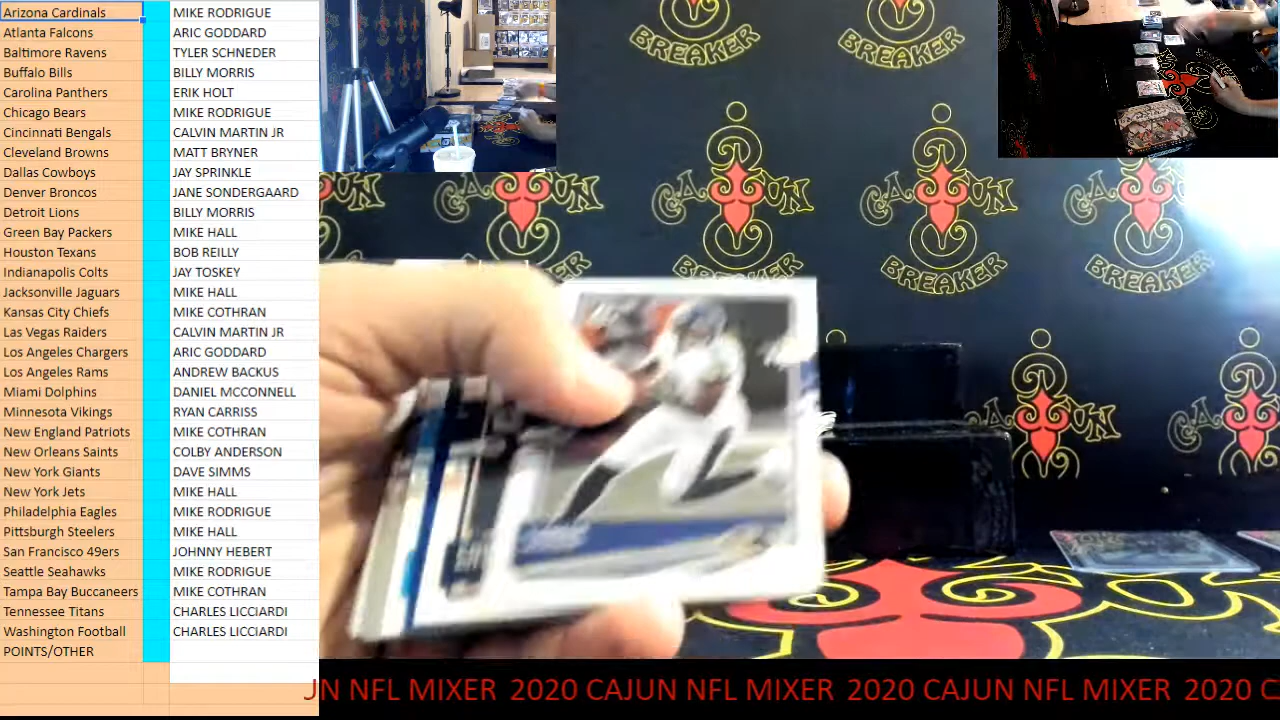 Arizona Cardinals MIKE RODRIGUE
Atlanta Falcons ARIC GODDARD
Baltimore Ravens TYLER SCHNEDER
Buffalo Bills BILLY MORRIS
Carolina Panthers ERIK HOLT
Chicago Bears MIKE RODRIGUE
Cincinnati Bengals CALVIN MARTIN JR
Cleveland Browns MATT BRYNER
Dallas Cowboys JAY SPRINKLE
Denver Broncos JANE SONDERGAARD
Detroit Lions BILLY MORRIS
Green Bay Packers MIKE HALL
Houston Texans BOB REILLY
Indianapolis Colts JAY TOSKEY
Jacksonville Jaguars MIKE HALL
Kansas City Chiefs MIKE COTHRAN
Las Vegas Raiders CALVIN MARTIN JR
Los Angeles Chargers ARIC GODDARD
Los Angeles Rams ANDREW BACKUS
Miami Dolphins DANIEL MCCONNELL
Minnesota Vikings RYAN CARRISS
New England Patriots MIKE COTHRAN
New Orleans Saints COLBY ANDERSON
New York Giants DAVE SIMMS
New York Jets MIKE HALL
Philadelphia Eagles MIKE RODRIGUE
Pittsburgh Steelers MIKE HALL
San Francisco 49ers JOHNNY HEBERT
Seattle Seahawks MIKE RODRIGUE
Tampa Bay Buccaneers MIKE COTHRAN
Tennessee Titans CHARLES LICCIARDI
Washington Football CHARLES LICCIARDI
POINTS/OTHER
BREAKER BREAKER
CAJUN CAJUN CAJUN CAJUN CAJUN
BREAKER BREAKER BREAKER
CAJUN
BREAKER
JN NFL MIXER 2020 CAJUN NFL MIXER 2020 CAJUN NFL MIXER 2020 C